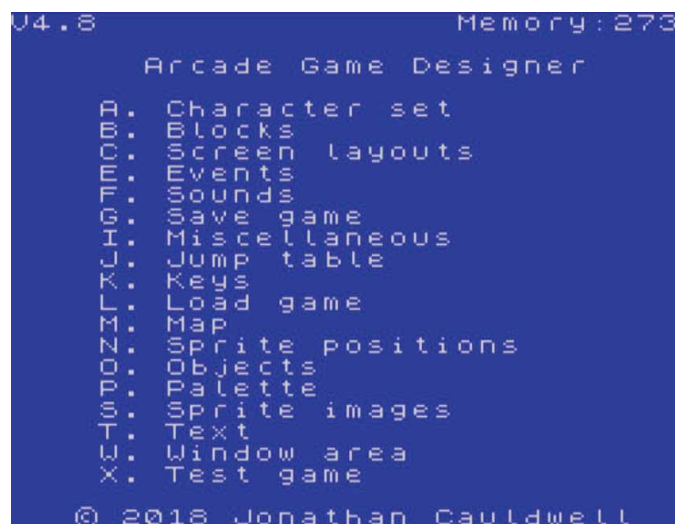 V4.8 Memory:273
Arcade Game Designer
A. Character set
B. Blocks
C. Screen layouts
E. Events
F. Sounds
G. Save game
I. Miscellaneous
J. Jump table
K. Keys
L. Load game
M. Map
N. Sprite positions
O. Objects
P. Palette
S. Sprite images
T. Text
W. Window area
X. Test game
© 2018 Jonathan Cauldwell